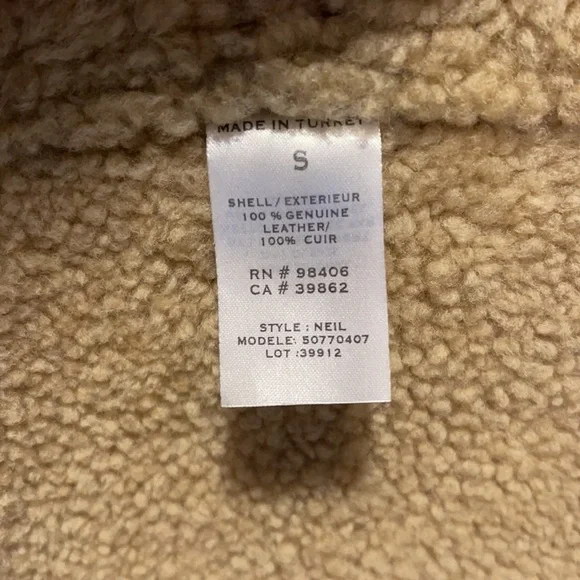 MADE IN TURKEY
S
SHELL/EXTERIEUR
100 % GENUINE
LEATHER/
100% CUIR
RN # 98406
CA # 39862
STYLE : NEIL
MODELE: 50770407
LOT :39912